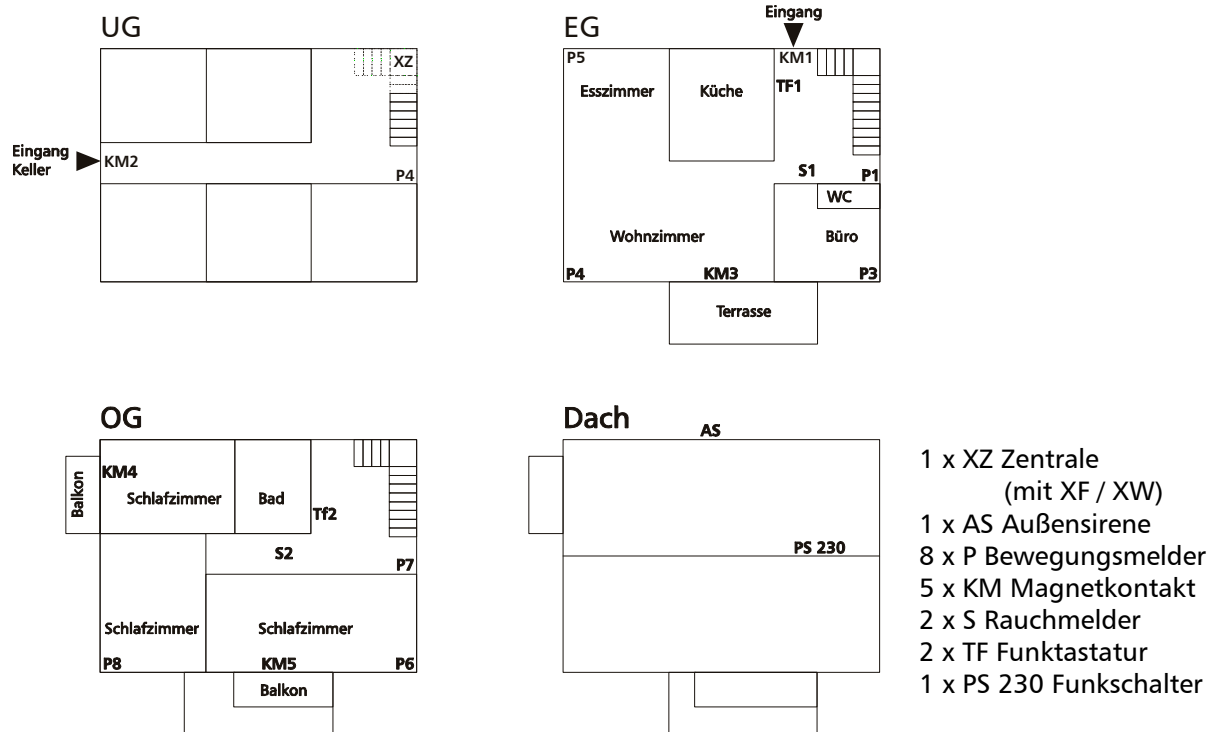 UG
XZ
Eingang
Keller
KM2
P4
Eingang
EG
P5
KM1
Esszimmer
Küche
TF1
S1
P1
WC
Wohnzimmer
Büro
P4
KM3
P3
Terrasse
OG
KM4
Balkon
Schlafzimmer
Bad
Tf2
S2
P7
Schlafzimmer
Schlafzimmer
P8
KM5
P6
Balkon
Dach
AS
PS 230
1 x XZ Zentrale
(mit XF / XW)
1 x AS Außensirene
8 x P Bewegungsmelder
5 x KM Magnetkontakt
2 x S Rauchmelder
2 x TF Funktastatur
1 x PS 230 Funkschalter